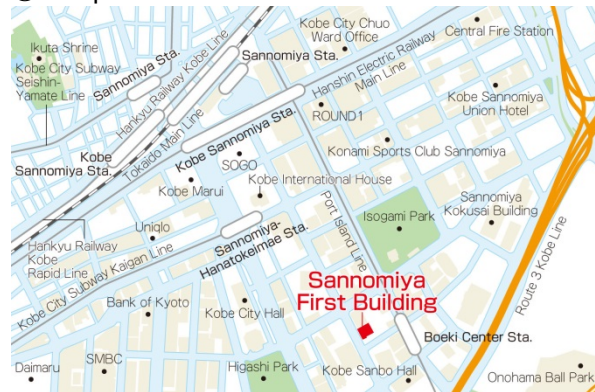 Kobe City Chuo
Ward Office
Central Fire Station
Ikuta Shrine
Kobe City Subway
Seishin-
Yamate Line
Sannomiya Sta.
Hankyu Railway Kobe Line
Sannomiya Sta.
Hanshin Electric Railway
Main Line
Kobe Sannomiya
Union Hotel
ROUND1
Kobe
Sannomiya Sta.
Tokaido Main Line
Kobe Sannomiya Sta.
SOGO
Konami Sports Club Sannomiya
Kobe Marui
Kobe International House
Sannomiya
Kokusai Building
Uniqlo
Port Island Line
Isogami Park
Hankyu Railway
Kobe
Rapid Line
Sannomiya-
Hanatokeimae Sta.
Kobe City Subway Kaigan Line
Route 3 Kobe Line
Sannomiya
First Building
Bank of Kyoto
Kobe City Hall
Boeki Center Sta.
Daimaru
SMBC
Higashi Park
Kobe Sanbo Hall
Onohama Ball Park